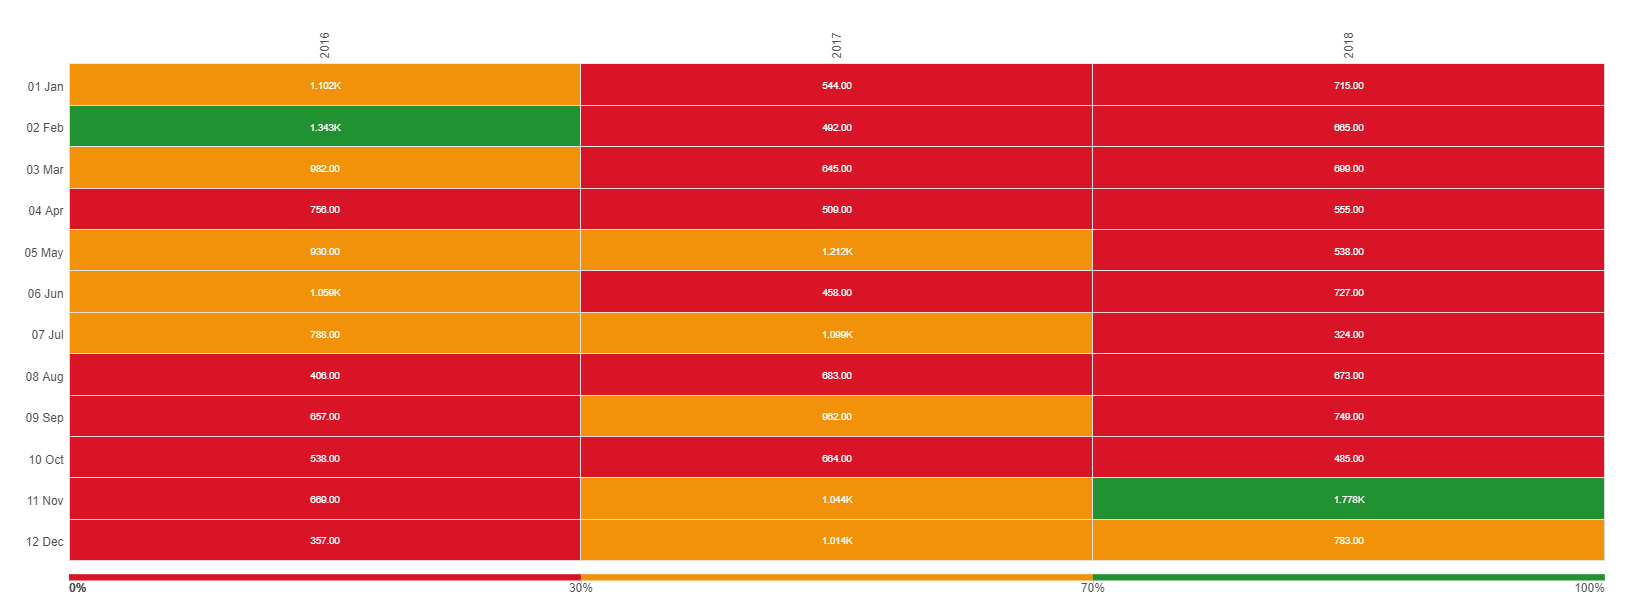 2016 2017 2018
01 Jan 1.102K 544.00 715.00
02 Feb 1.343K 492.00 665.00
03 Mar 982.00 645.00 699.00
04 Apr 756.00 509.00 555.00
05 May 930.00 1.212K 538.00
06 Jun 1.059K 458.00 727.00
07 Jul 788.00 1.099K 324.00
08 Aug 406.00 683.00 673.00
09 Sep 657.00 962.00 749.00
10 Oct 538.00 664.00 485.00
11 Nov 669.00 1.044K 1.778K
12 Dec 357.00 1.014K 783.00
0% 30% 70% 100%